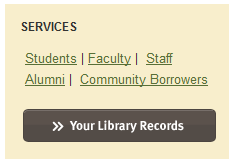 SERVICES
Students | Faculty | Staff
Alumni | Community Borrowers
>> Your Library Records